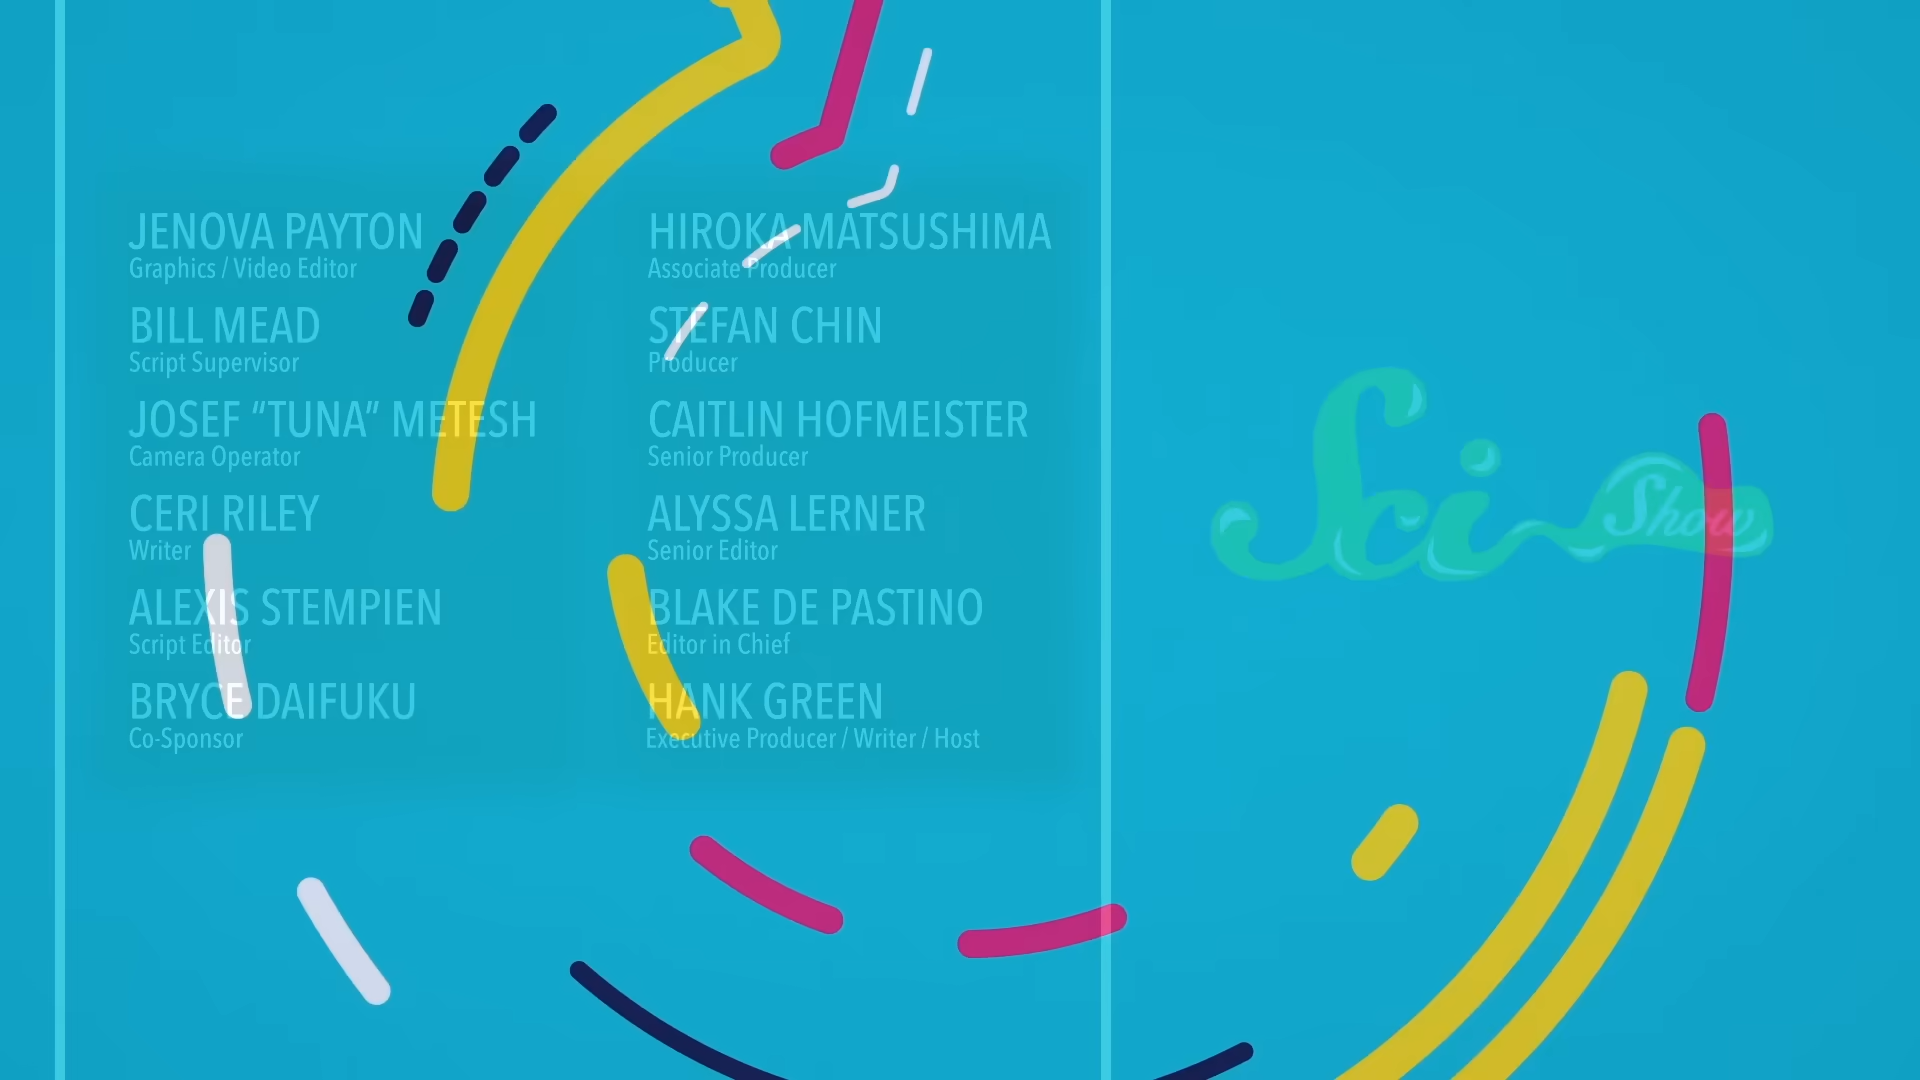 JENOVA PAYTON
Graphics / Video Editor
BILL MEAD
Script Supervisor
JOSEF “TUNA” METESH
Camera Operator
CERI RILEY
Writer
ALEXIS STEMPIEN
Script Editor
BRYCE DAIFUKU
Co-Sponsor
HIROKA MATSUSHIMA
Associate Producer
STEFAN CHIN
Producer
CAITLIN HOFMEISTER
Senior Producer
ALYSSA LERNER
Senior Editor
BLAKE DE PASTINO
Editor in Chief
HANK GREEN
Executive Producer / Writer / Host
Sci Show